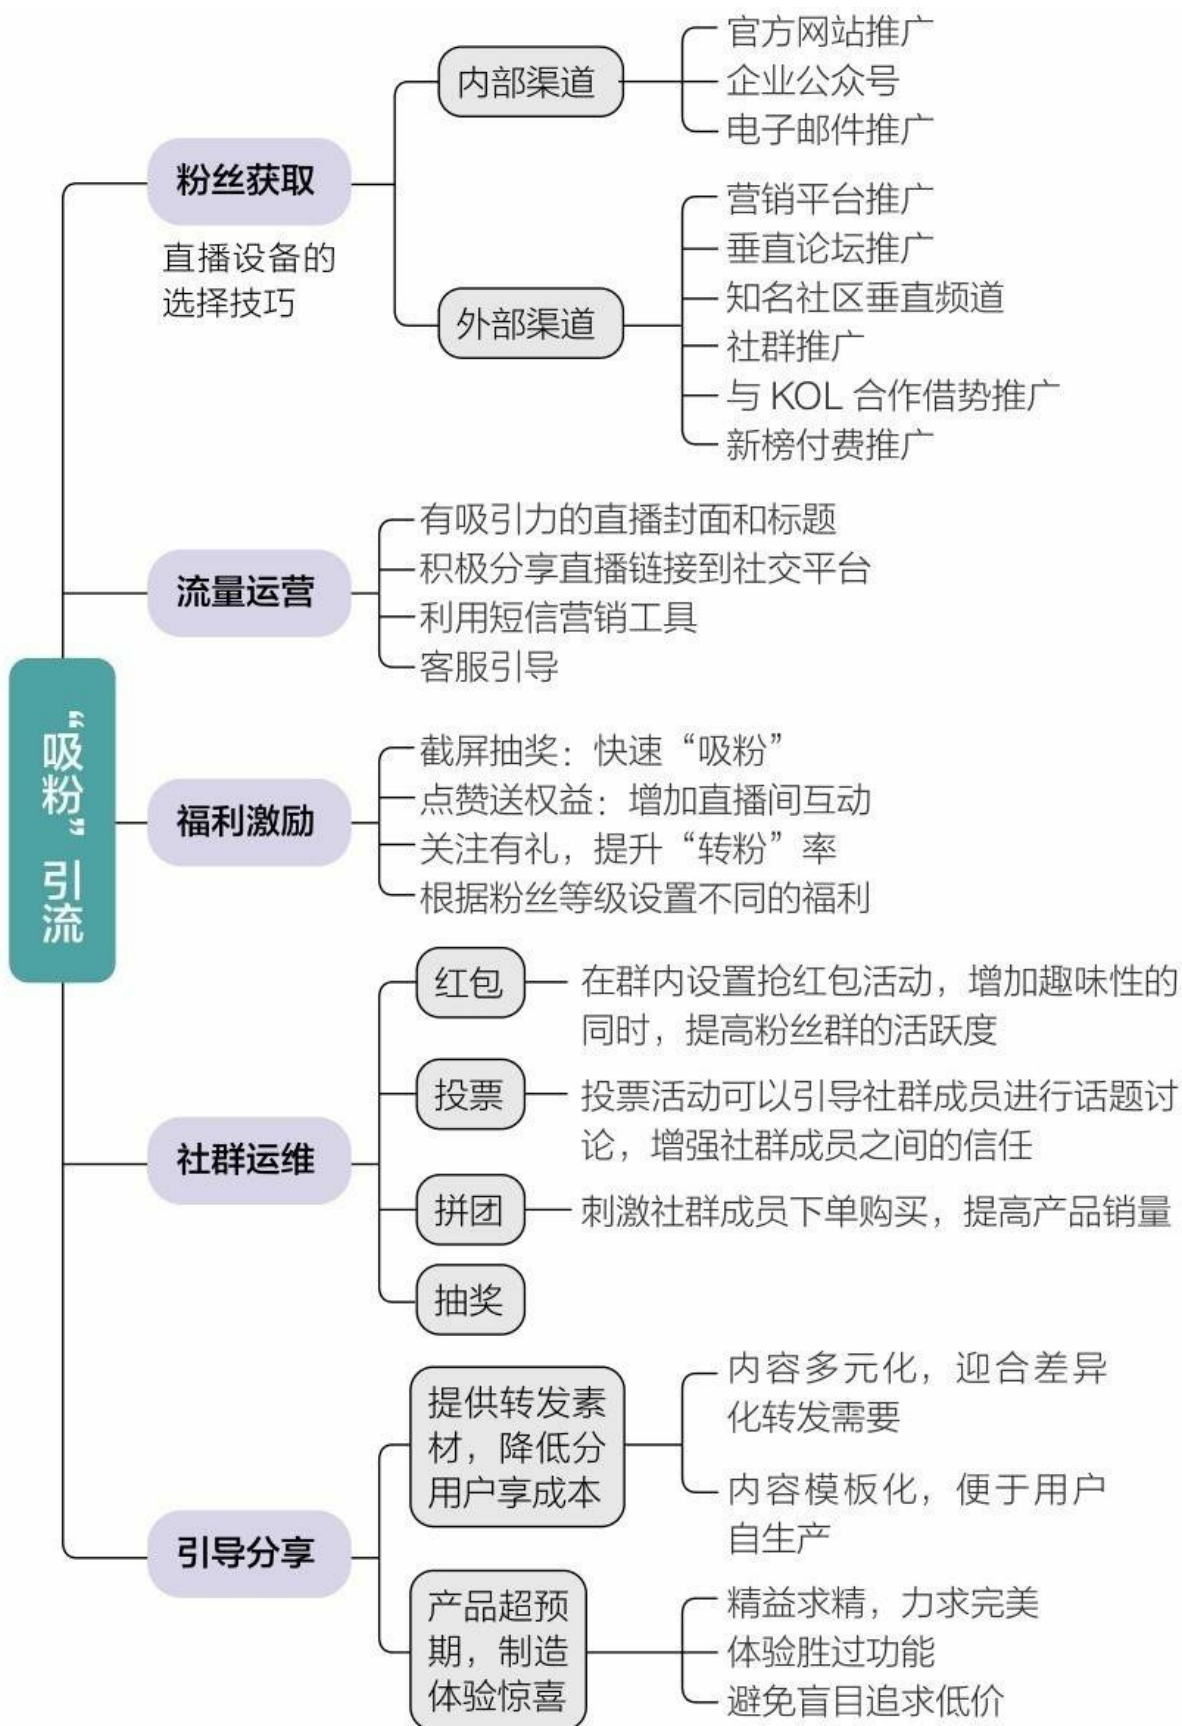 “吸粉”引流
粉丝获取
直播设备的
选择技巧
内部渠道
官方网站推广
企业公众号
电子邮件推广
外部渠道
营销平台推广
垂直论坛推广
知名社区垂直频道
社群推广
与 KOL 合作借势推广
新榜付费推广
流量运营
有吸引力的直播封面和标题
积极分享直播链接到社交平台
利用短信营销工具
客服引导
福利激励
截屏抽奖：快速“吸粉”
点赞送权益：增加直播间互动
关注有礼，提升“转粉”率
根据粉丝等级设置不同的福利
社群运维
红包
在群内设置抢红包活动，增加趣味性的
同时，提高粉丝群的活跃度
投票
投票活动可以引导社群成员进行话题讨
论，增强社群成员之间的信任
拼团
刺激社群成员下单购买，提高产品销量
抽奖
引导分享
提供转发素
材，降低分
用户享成本
内容多元化，迎合差异
化转发需要
内容模板化，便于用户
自生产
产品超预
期，制造
体验惊喜
精益求精，力求完美
体验胜过功能
避免盲目追求低价